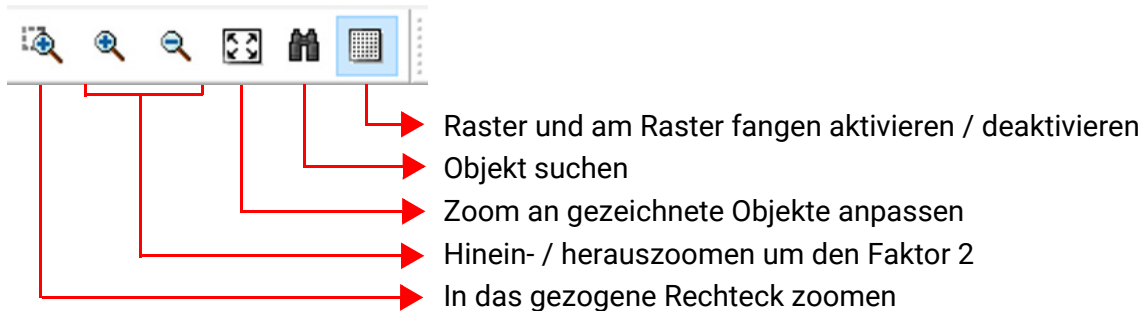 Raster und am Raster fangen aktivieren / deaktivieren
Objekt suchen
Zoom an gezeichnete Objekte anpassen
Hinein- / herauszoomen um den Faktor 2
In das gezogene Rechteck zoomen